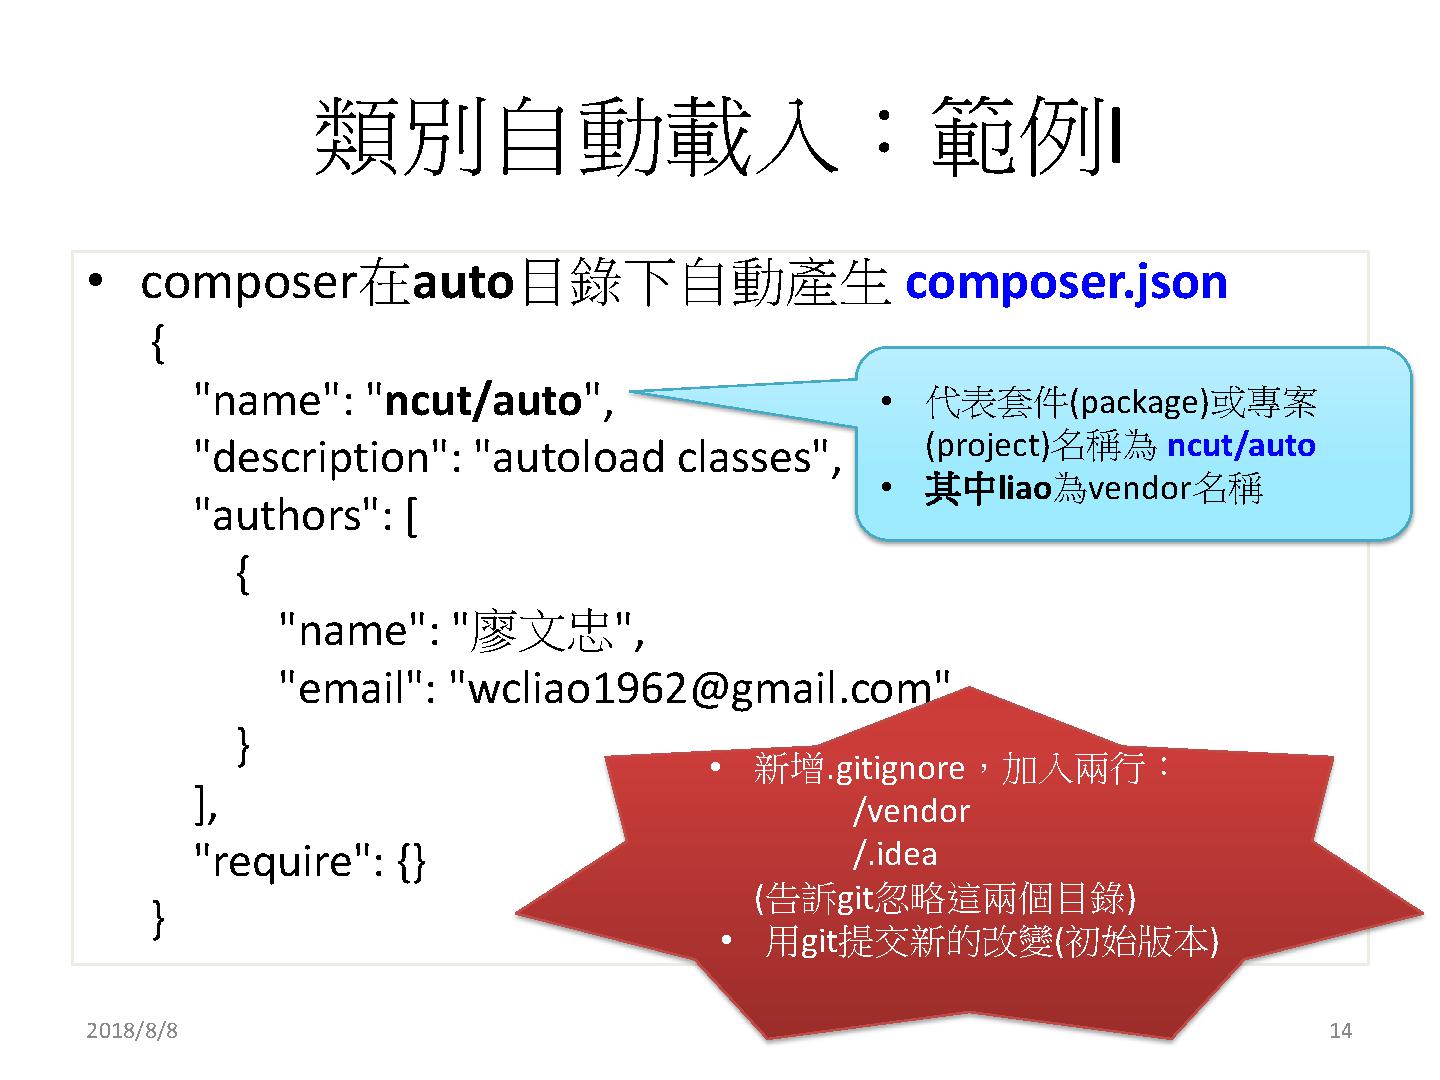 類別自動載入：範例I
• composer在auto目錄下自動產生 composer.json
{
"name": "ncut/auto",
"description": "autoload classes",
"authors": [
{
"name": "廖文忠",
"email": "wcliao1962@gmail.com"
}
],
"require": {}
}
• 代表套件(package)或專案
(project)名稱為 ncut/auto
• 其中liao為vendor名稱
• 新增.gitignore，加入兩行：
/vendor
/.idea
(告訴git忽略這兩個目錄)
• 用git提交新的改變(初始版本)
2018/8/8
14